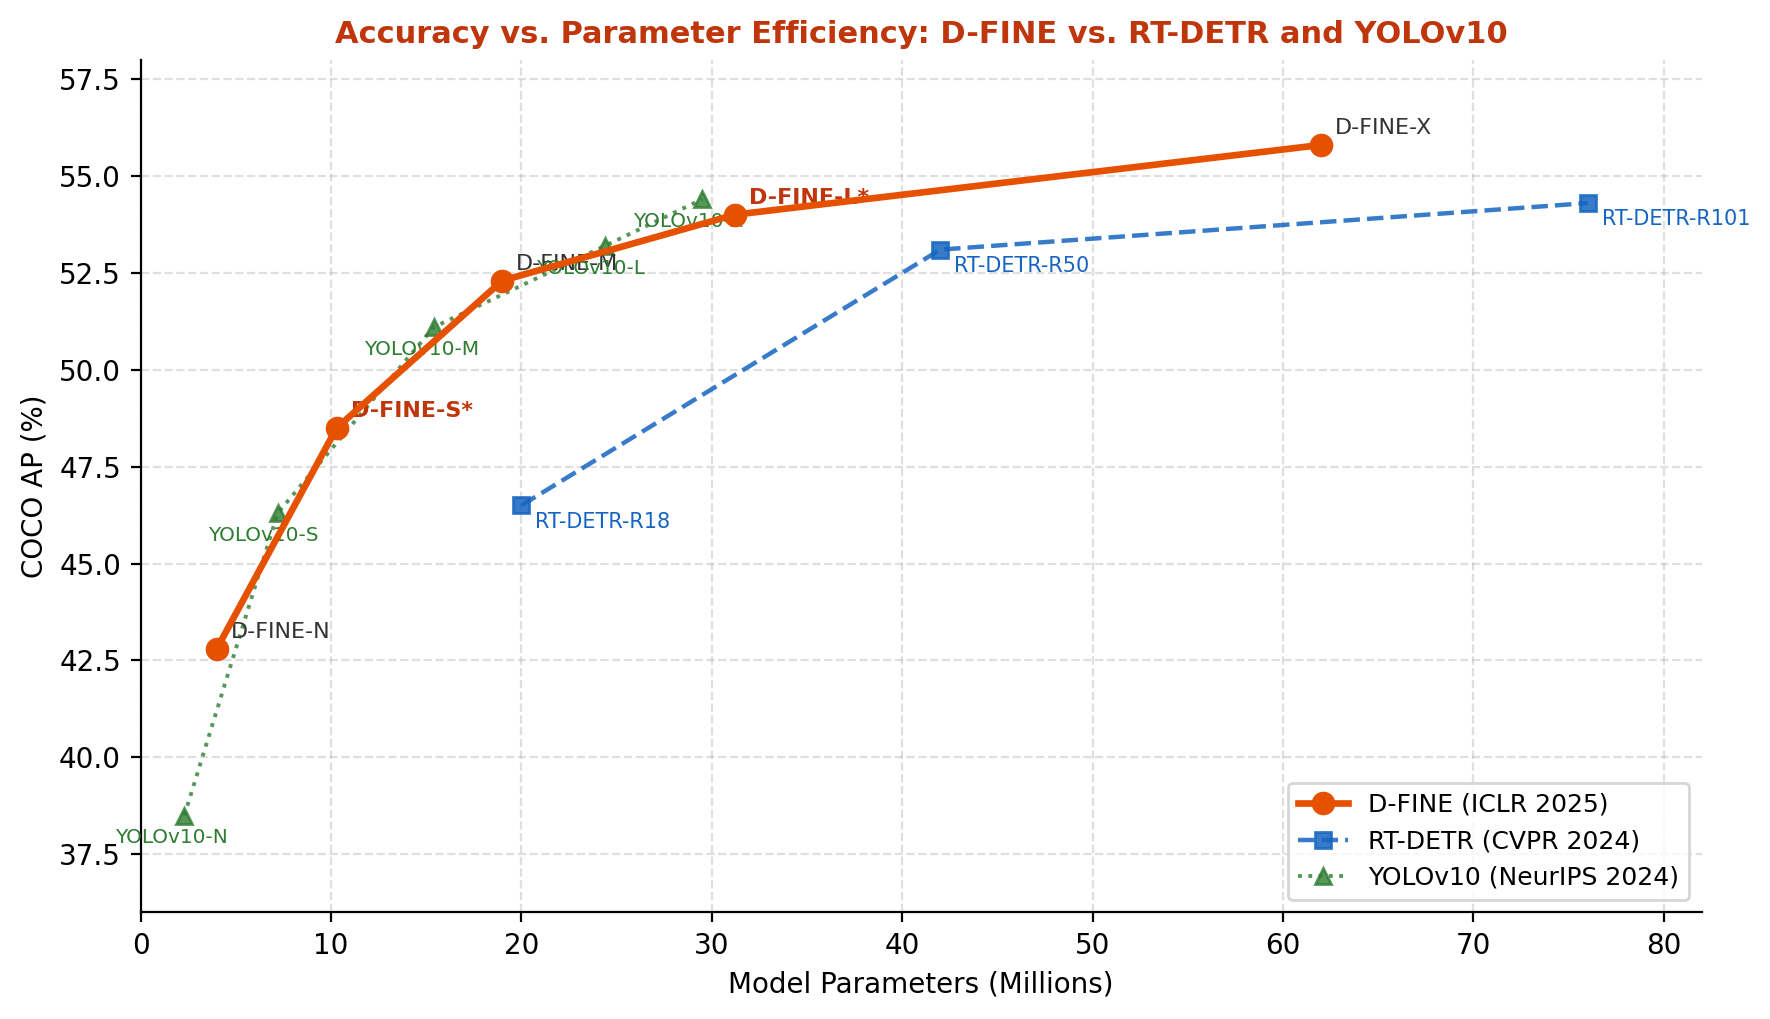 Accuracy vs. Parameter Efficiency: D-FINE vs. RT-DETR and YOLOv10
57.5
55.0
52.5
50.0
47.5
45.0
42.5
40.0
37.5
COCO AP (%)
D-FINE-X
D-FINE-L*
YOLOv10-X
RT-DETR-R101
D-FINE-M
YOLOv10-L
RT-DETR-R50
YOLOv10-M
D-FINE-S*
RT-DETR-R18
YOLOv10-S
D-FINE-N
YOLOv10-N
D-FINE (ICLR 2025)
RT-DETR (CVPR 2024)
YOLOv10 (NeurIPS 2024)
0 10 20 30 40 50 60 70 80
Model Parameters (Millions)